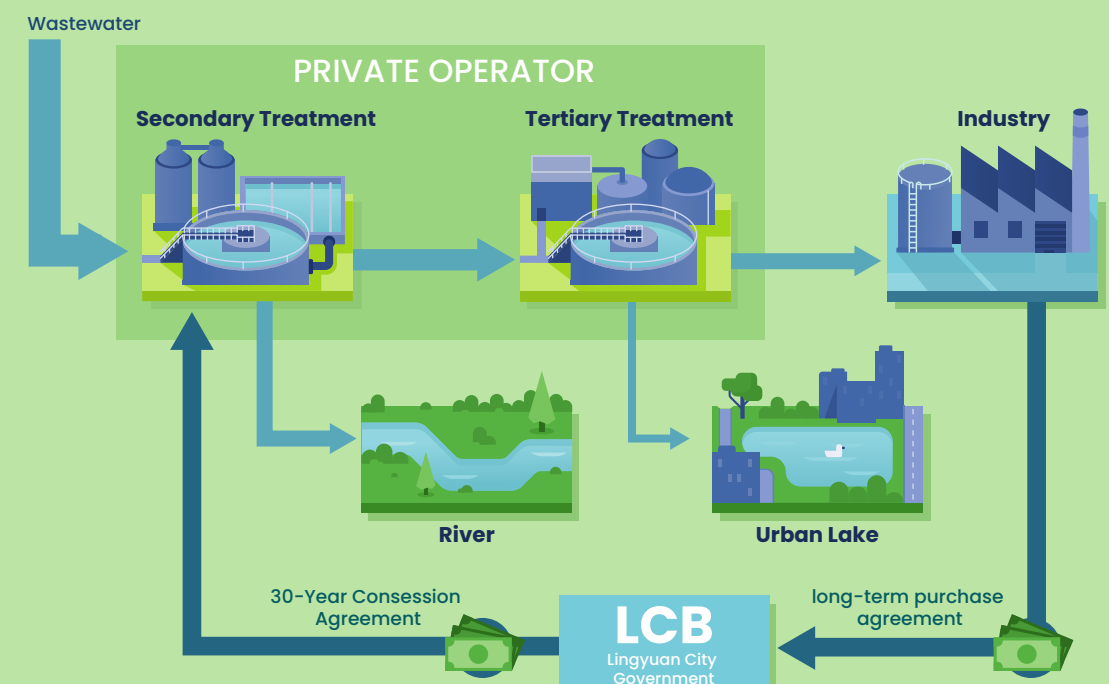 Wastewater
PRIVATE OPERATOR
Secondary Treatment
Tertiary Treatment
Industry
River
Urban Lake
30-Year Consession
Agreement
LCB
Lingyuan City
Government
long-term purchase
agreement